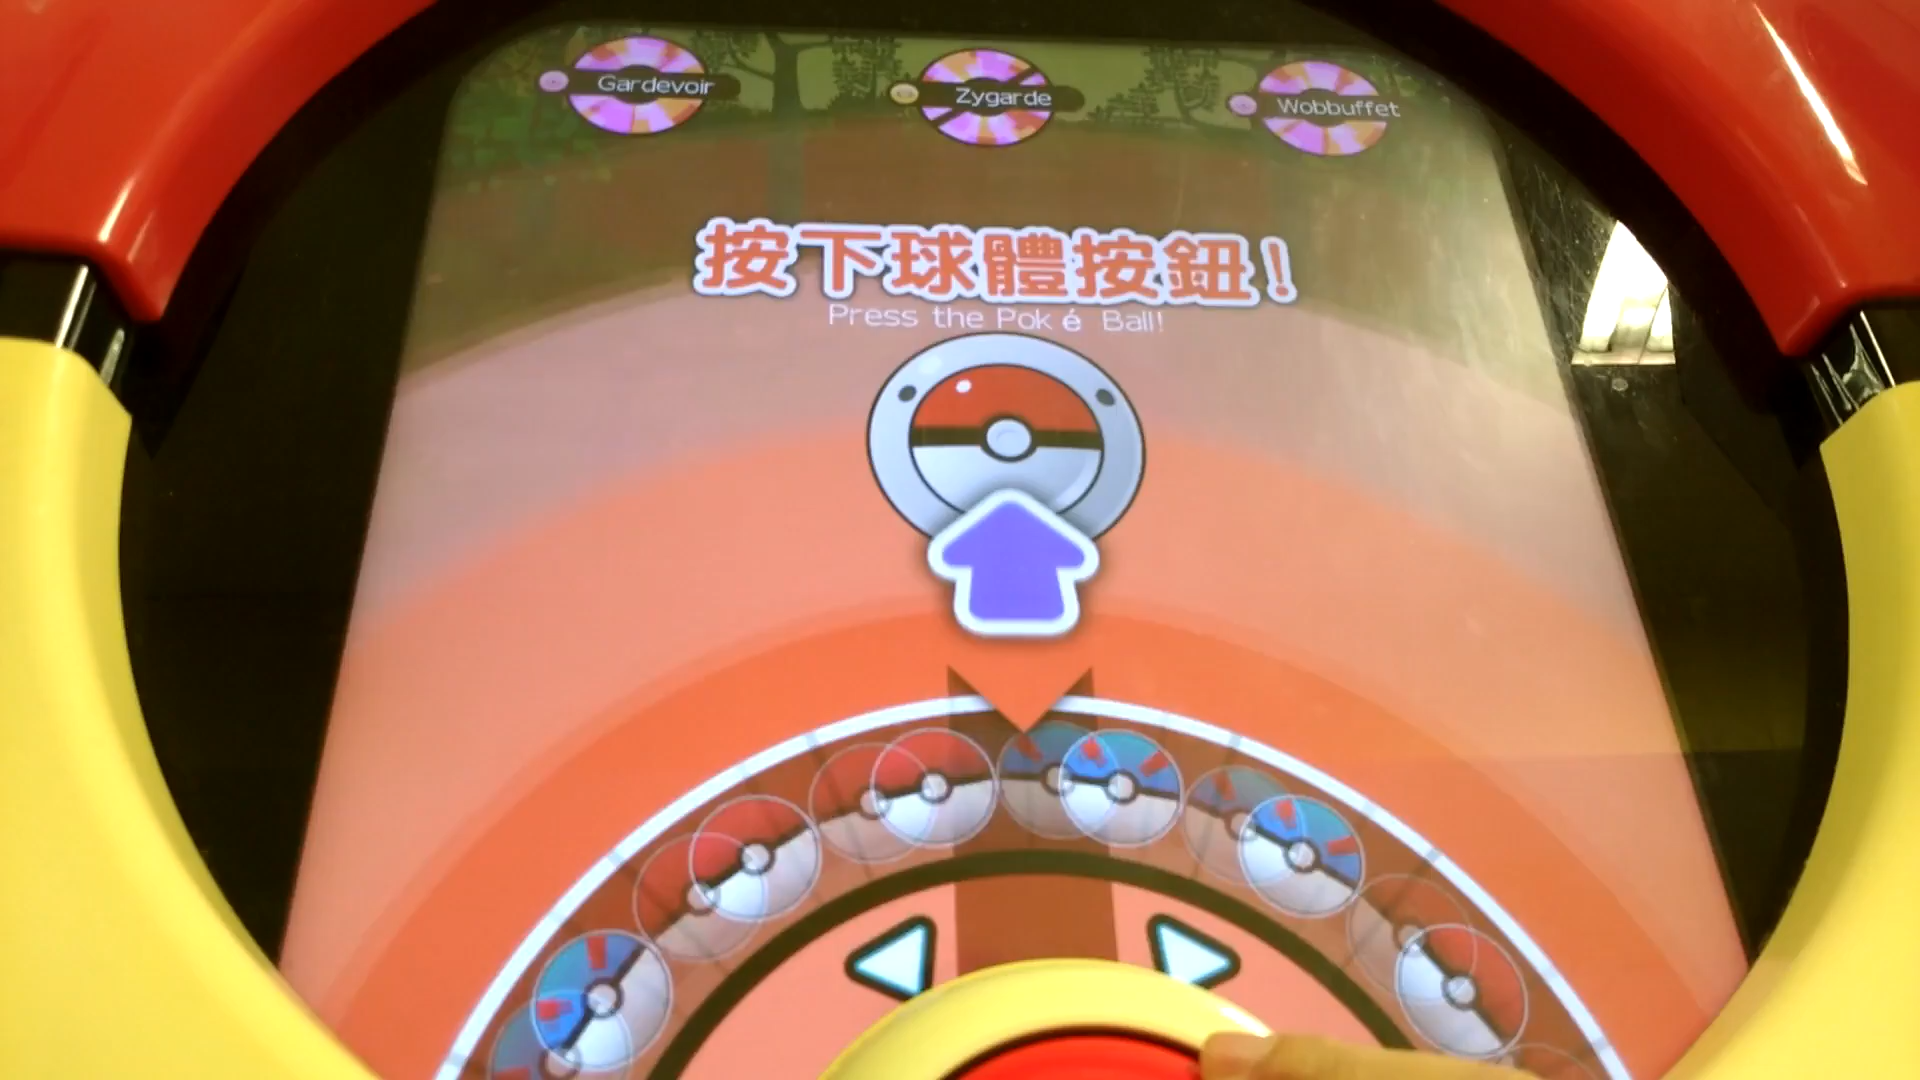 Gardevoir
Zygarde
Wobbuffet
按下球體按鈕!
Press the Poké Ball!